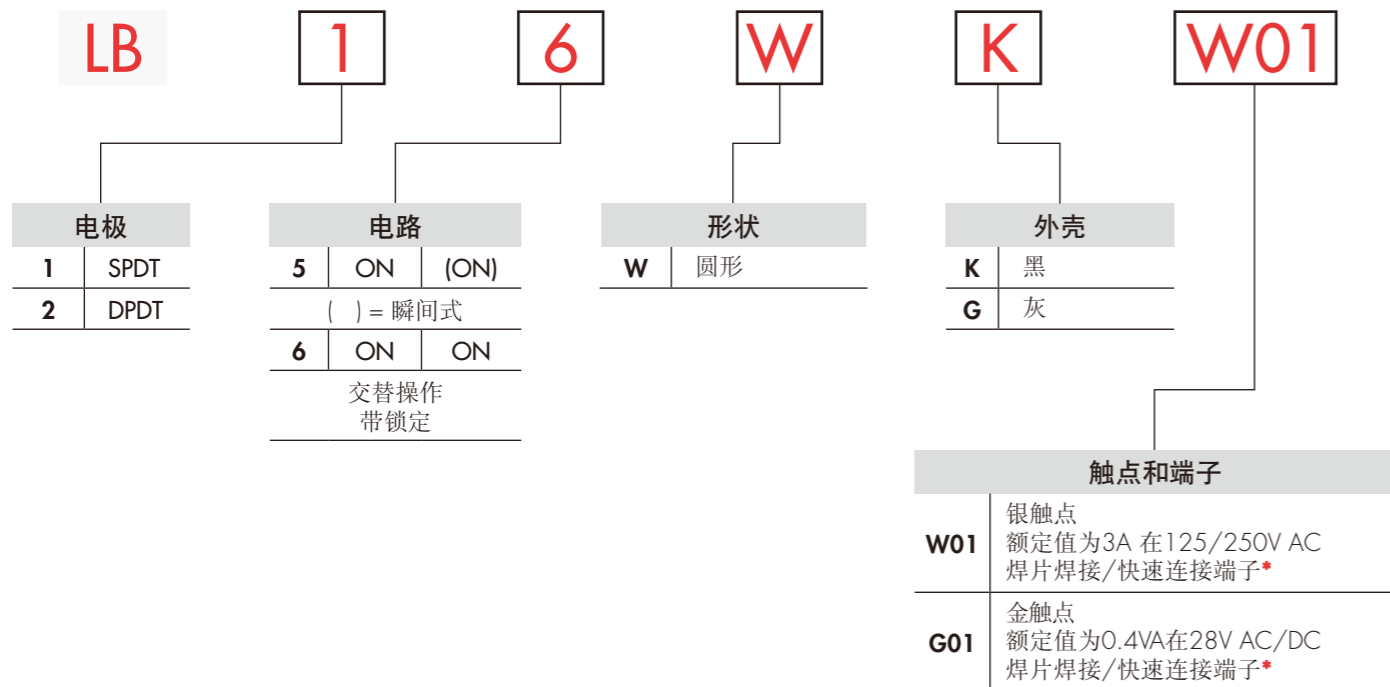 LB 1 6 W K W01
电极
1 SPDT
2 DPDT
电路
5 ON (ON)
( ) = 瞬间式
6 ON ON
交替操作
带锁定
形状
W 圆形
外壳
K 黑
G 灰
触点和端子
W01 银触点
额定值为3A 在125/250V AC
焊片焊接/快速连接端子*
G01 金触点
额定值为0.4VA在28V AC/DC
焊片焊接/快速连接端子*